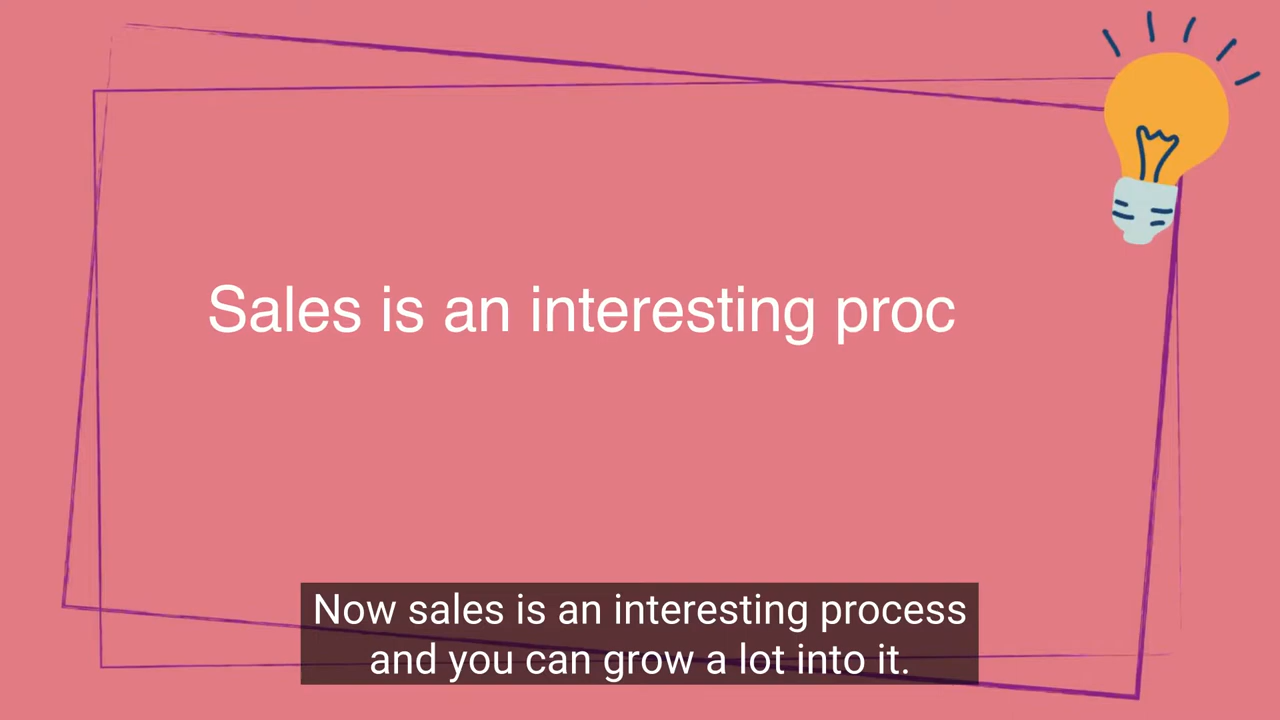 Sales is an interesting proc
Now sales is an interesting process
and you can grow a lot into it.